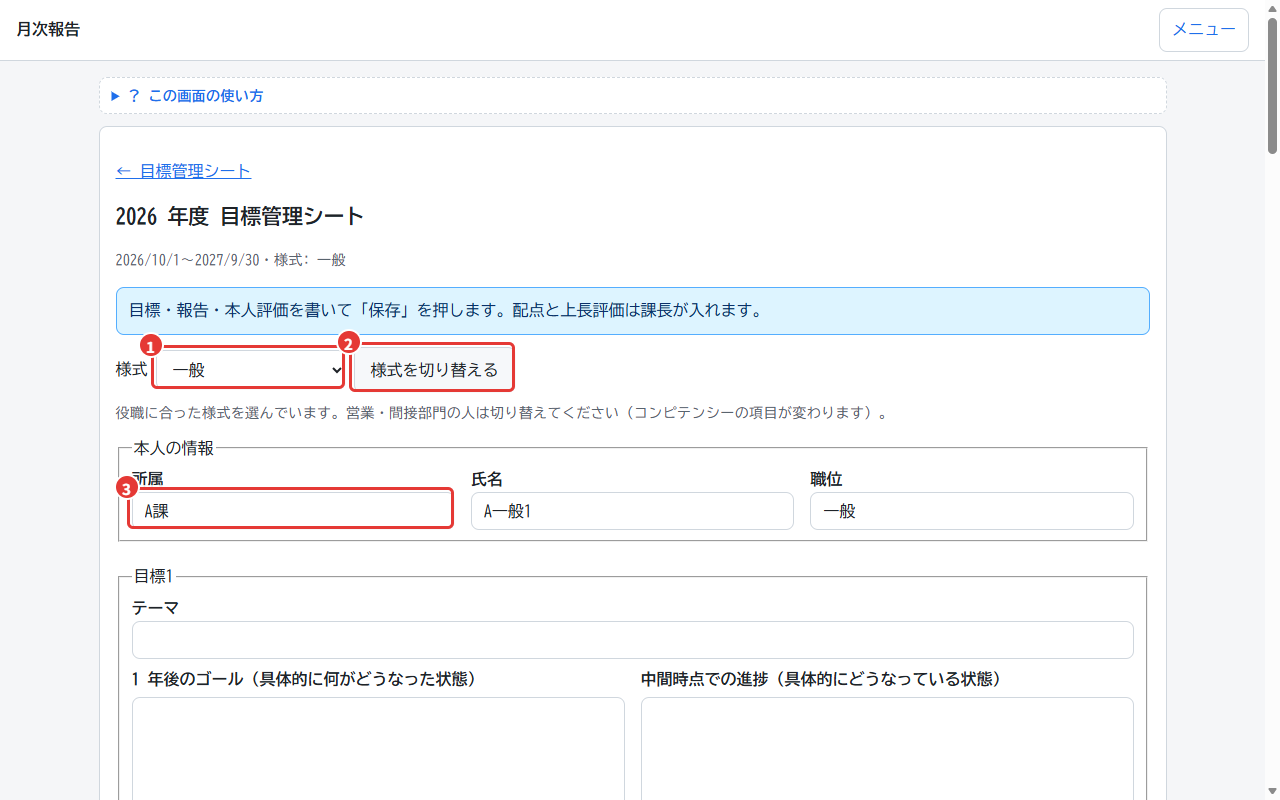 月次報告
メニュー
▶ ? この画面の使い方
← 目標管理シート
2026 年度 目標管理シート
2026/10/1～2027/9/30・様式: 一般
目標・報告・本人評価を書いて「保存」を押します。配点と上長評価は課長が入れます。
1 2
様式 一般 様式を切り替える
役職に合った様式を選んでいます。営業・間接部門の人は切り替えてください（コンピテンシーの項目が変わります）。
本人の情報
所属 氏名 職位
3
A課 A一般1 一般
目標1
テーマ
1 年後のゴール（具体的に何がどうなった状態） 中間時点での進捗（具体的にどうなっている状態）